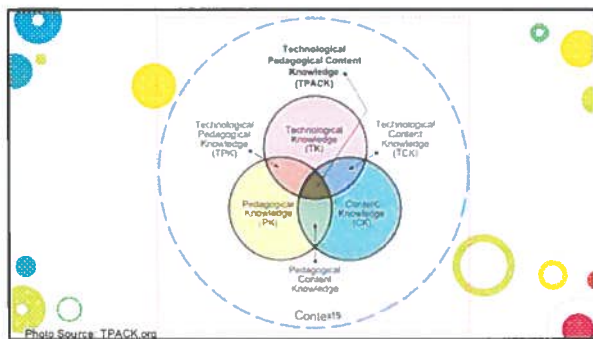 Technological
Pedagogical Content
Knowledge
(TPACK)
Technological
Pedagogical
Knowledge
(TPK)
Technological
Knowledge
(TK)
Technological
Content
Knowledge
(TCK)
Pedagogical
Knowledge
(PK)
Content
Knowledge
(CK)
Pedagogical
Content
Knowledge
Contexts
Photo Source: TPACK.org